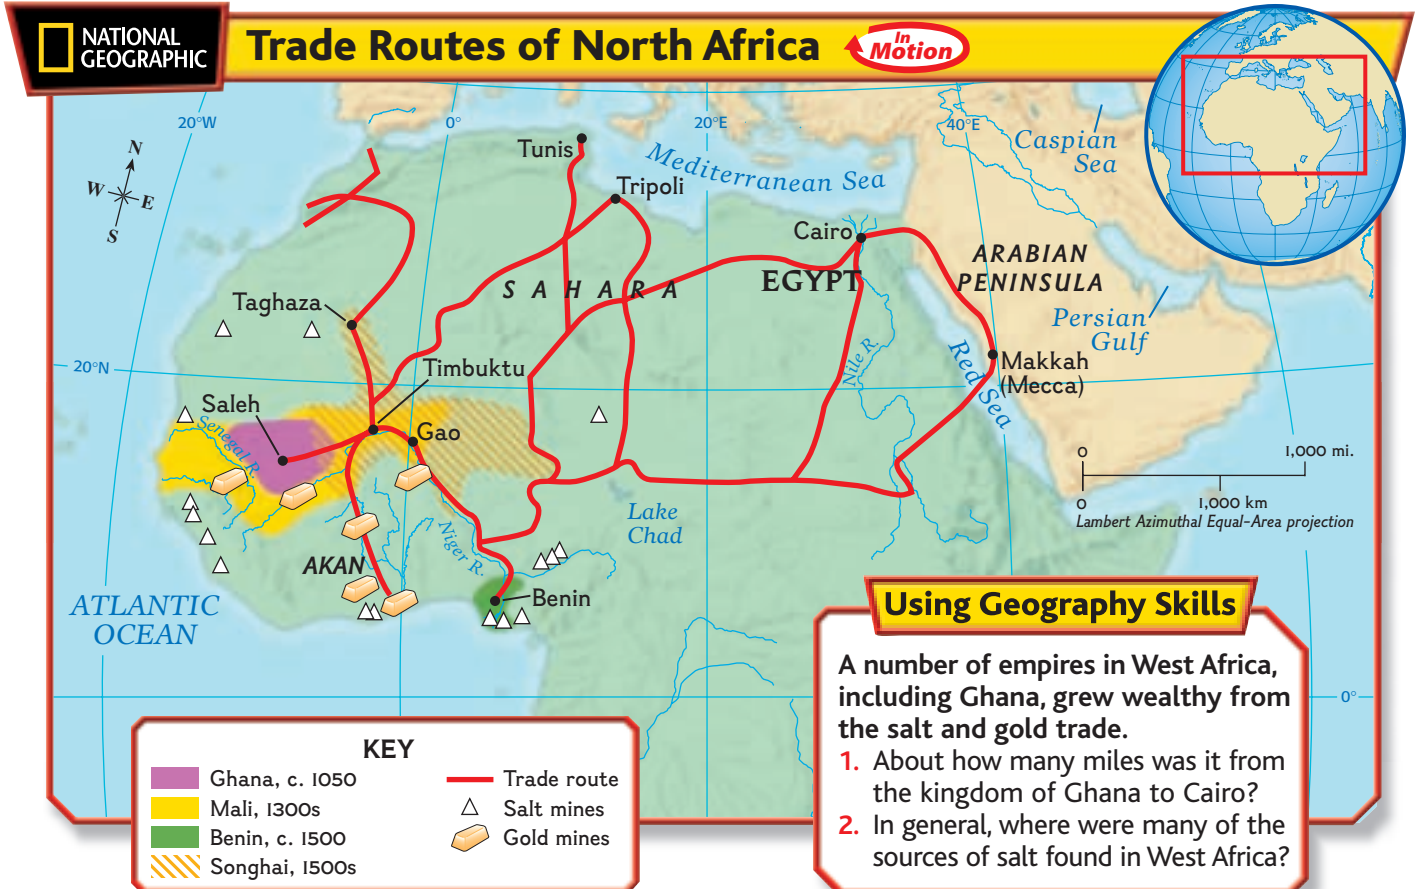 NATIONAL
GEOGRAPHIC
Trade Routes of North Africa
In
Motion
20°W
0°
20°E
40°E
N
W
E
S
Caspian
Sea
Tunis
Mediterranean Sea
Tripoli
Cairo
ARABIAN
PENINSULA
EGYPT
SAHARA
Taghaza
Persian
Gulf
Nile R.
Red Sea
Makkah
(Mecca)
20°N
Timbuktu
Saleh
Senegal R.
Gao
0
1,000 mi.
0
1,000 km
Lambert Azimuthal Equal-Area projection
Lake
Chad
Niger R.
AKAN
Benin
ATLANTIC
OCEAN
0°
Using Geography Skills
A number of empires in West Africa,
including Ghana, grew wealthy from
the salt and gold trade.
1. About how many miles was it from
the kingdom of Ghana to Cairo?
2. In general, where were many of the
sources of salt found in West Africa?
KEY
Ghana, c. 1050
Mali, 1300s
Benin, c. 1500
Songhai, 1500s
Trade route
Salt mines
Gold mines